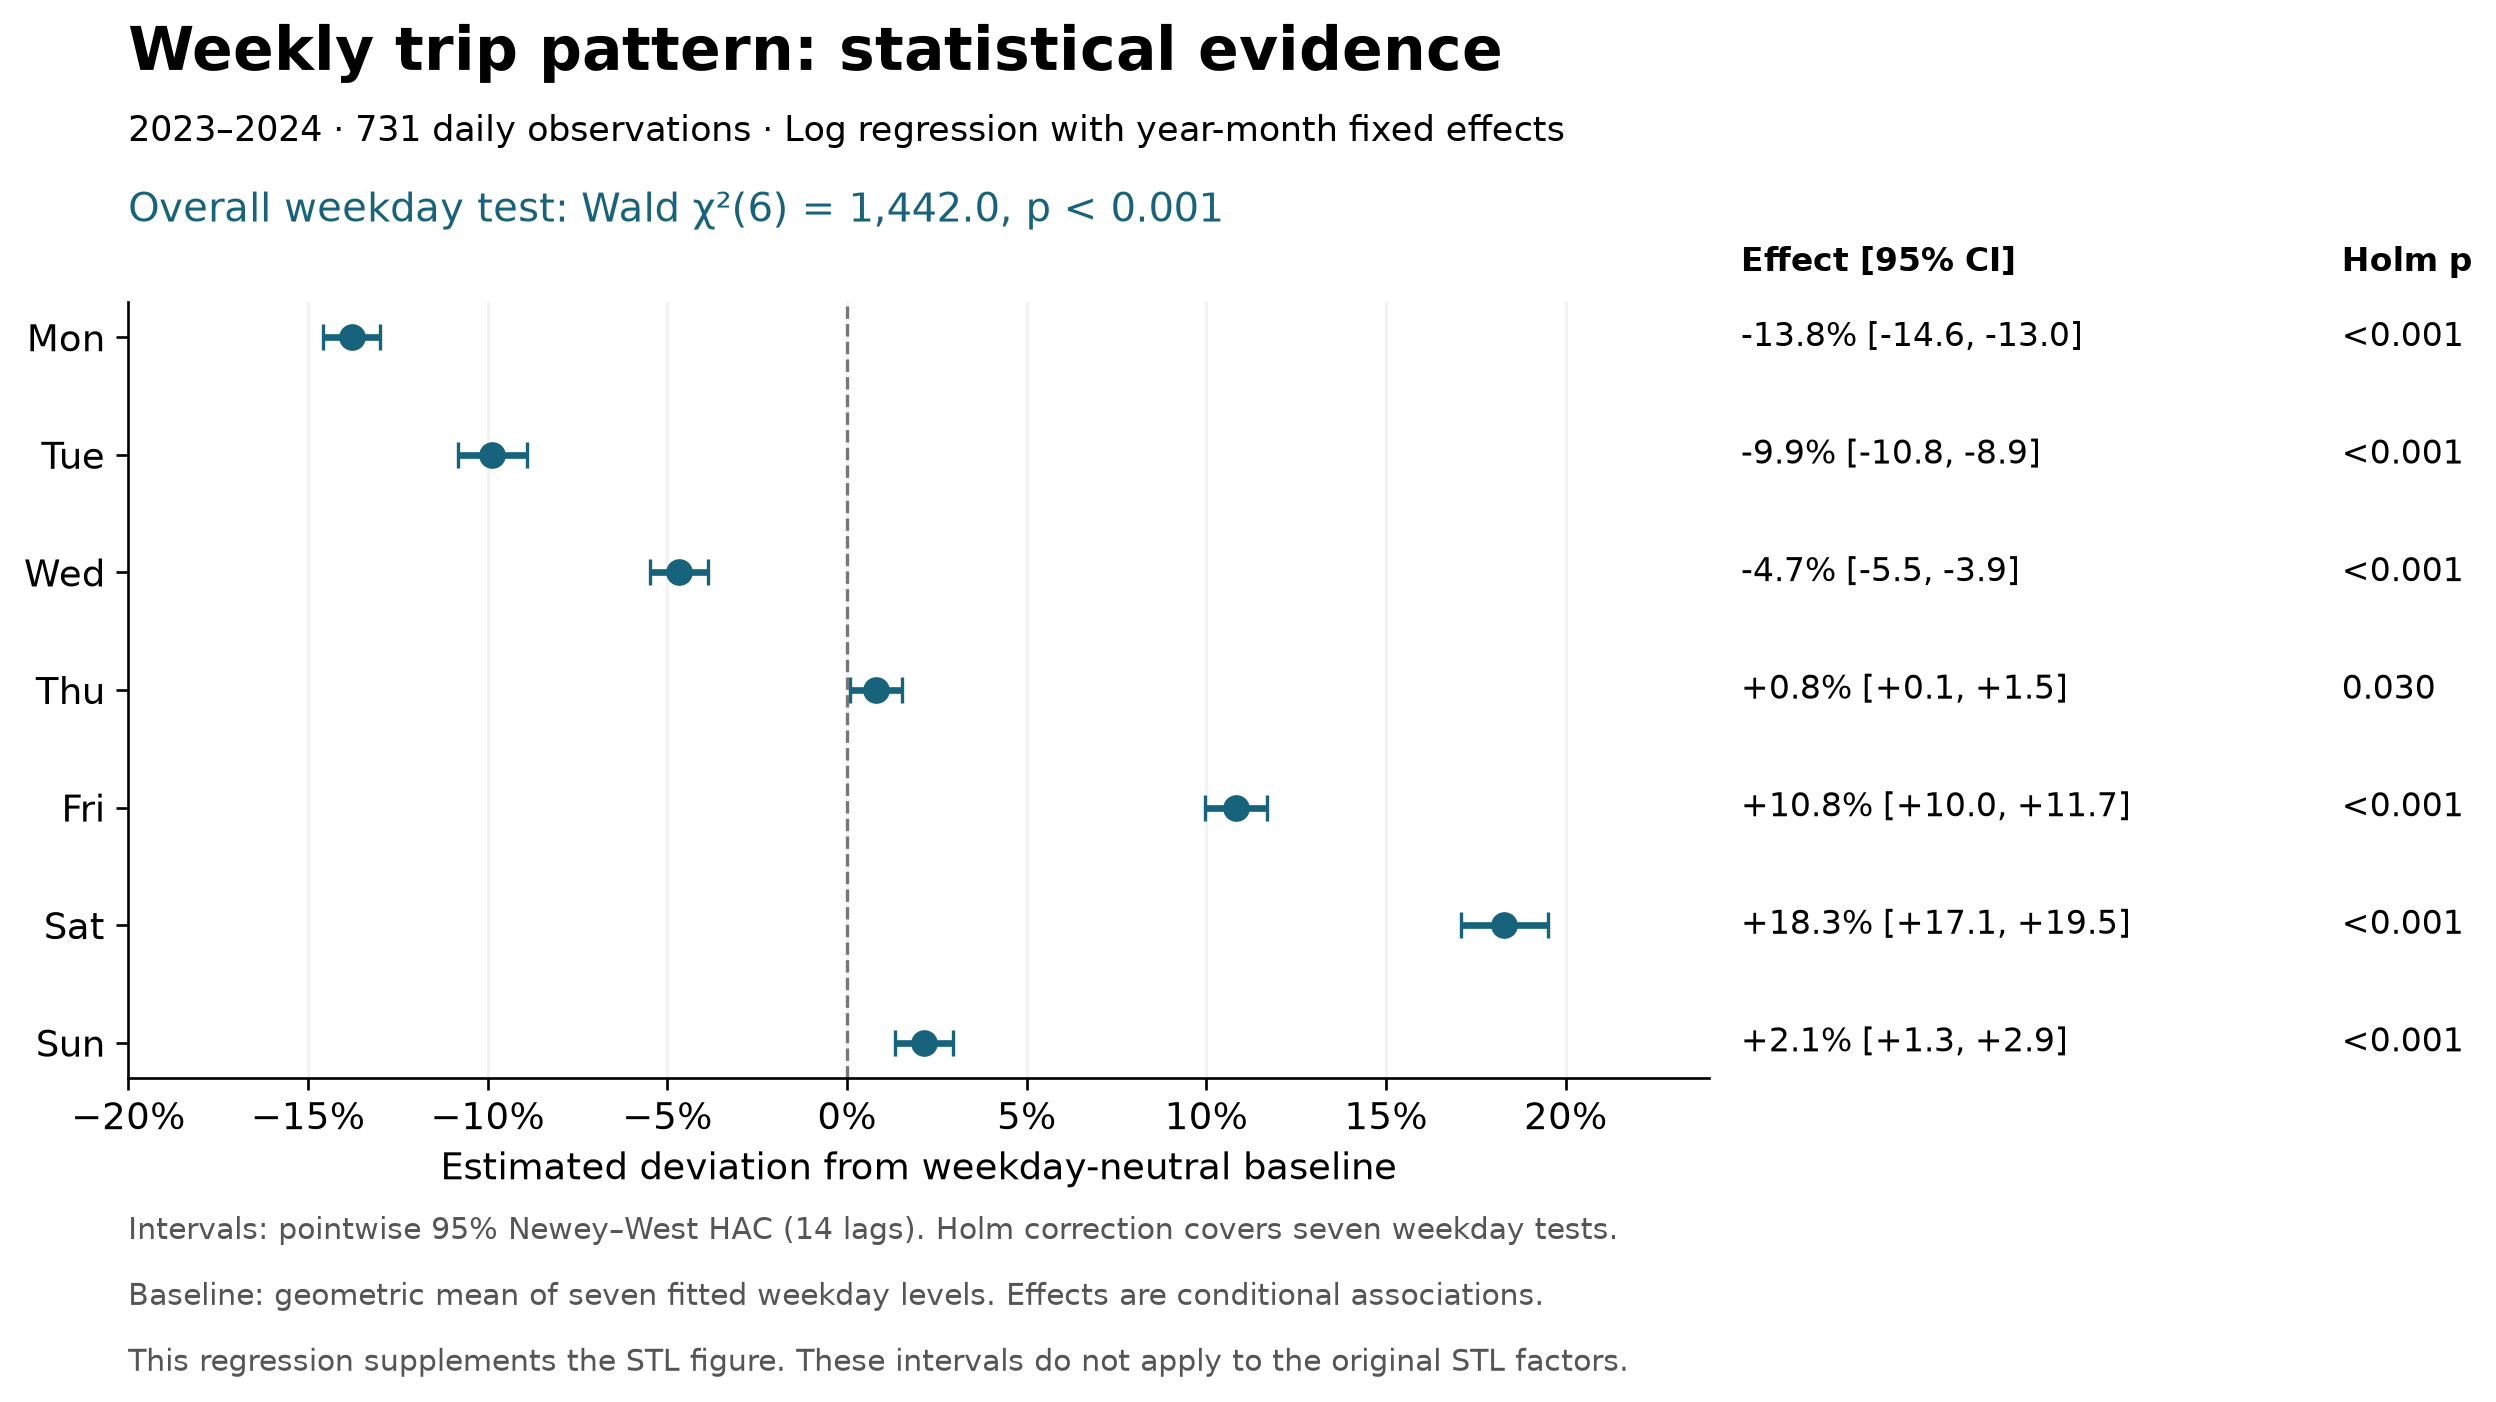 Weekly trip pattern: statistical evidence
2023–2024 · 731 daily observations · Log regression with year-month fixed effects
Overall weekday test: Wald χ²(6) = 1,442.0, p < 0.001
Effect [95% CI] Holm p
Mon -13.8% [-14.6, -13.0] <0.001
Tue -9.9% [-10.8, -8.9] <0.001
Wed -4.7% [-5.5, -3.9] <0.001
Thu +0.8% [+0.1, +1.5] 0.030
Fri +10.8% [+10.0, +11.7] <0.001
Sat +18.3% [+17.1, +19.5] <0.001
Sun +2.1% [+1.3, +2.9] <0.001
−20% −15% −10% −5% 0% 5% 10% 15% 20%
Estimated deviation from weekday-neutral baseline
Intervals: pointwise 95% Newey–West HAC (14 lags). Holm correction covers seven weekday tests.
Baseline: geometric mean of seven fitted weekday levels. Effects are conditional associations.
This regression supplements the STL figure. These intervals do not apply to the original STL factors.